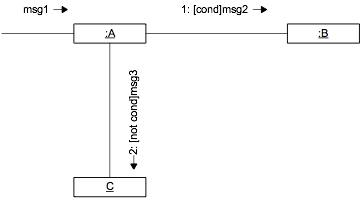 msg1
1: [cond]msg2
:A
:B
2: [not cond]msg3
C